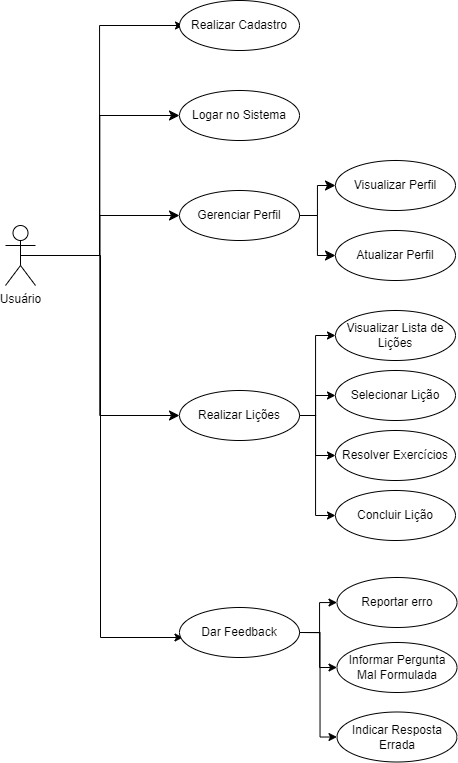 Realizar Cadastro
Logar no Sistema
Visualizar Perfil
Gerenciar Perfil
Atualizar Perfil
Usuário
Visualizar Lista de
Lições
Selecionar Lição
Realizar Lições
Resolver Exercícios
Concluir Lição
Reportar erro
Dar Feedback
Informar Pergunta
Mal Formulada
Indicar Resposta
Errada